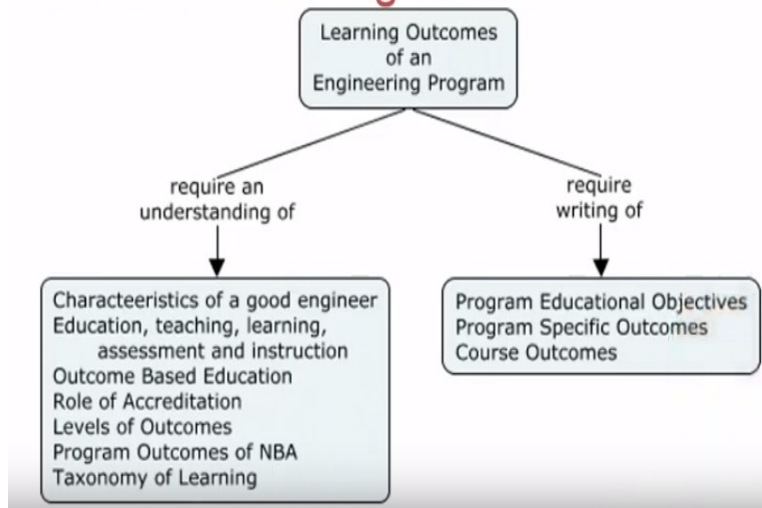 Learning Outcomes
of an
Engineering Program
require an
understanding of
require
writing of
Characteeristics of a good engineer
Education, teaching, learning,
assessment and instruction
Outcome Based Education
Role of Accreditation
Levels of Outcomes
Program Outcomes of NBA
Taxonomy of Learning
Program Educational Objectives
Program Specific Outcomes
Course Outcomes